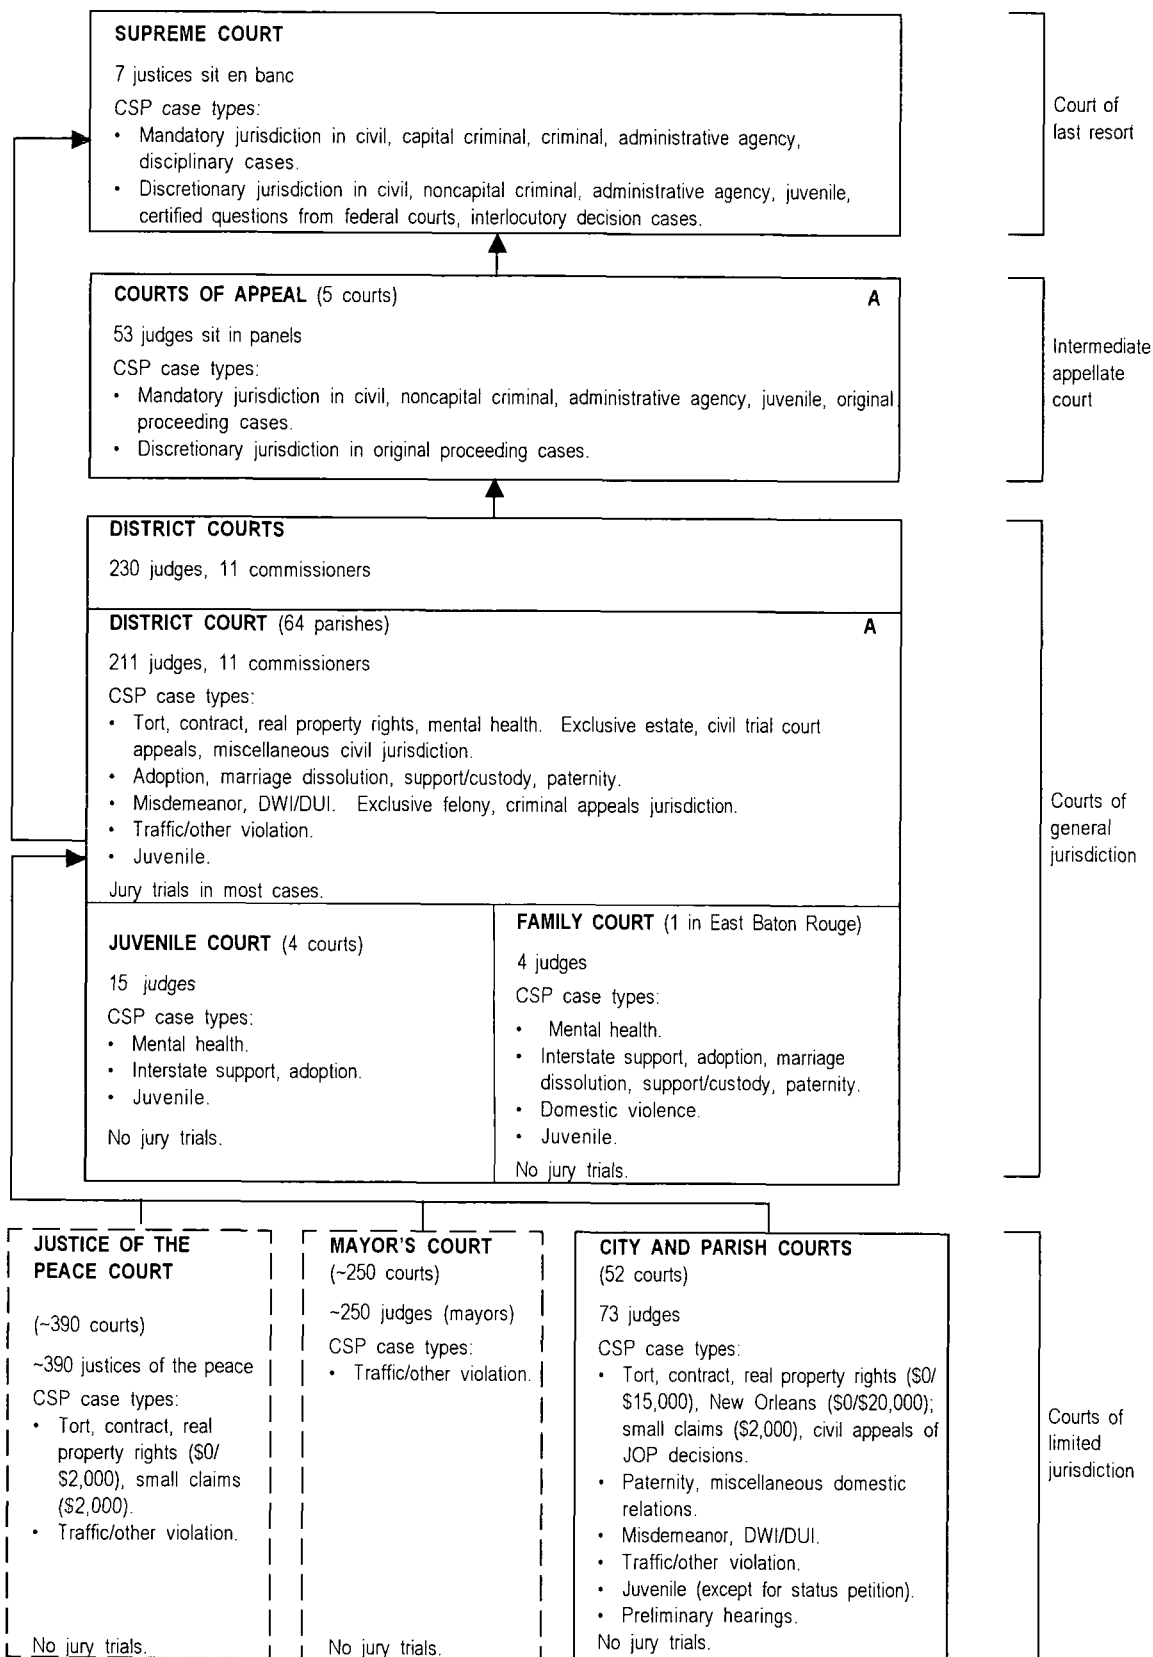 SUPREME COURT
7 justices sit en banc
CSP case types:
• Mandatory jurisdiction in civil, capital criminal, criminal, administrative agency,
disciplinary cases.
• Discretionary jurisdiction in civil, noncapital criminal, administrative agency, juvenile,
certified questions from federal courts, interlocutory decision cases.
Court of
last resort
COURTS OF APPEAL (5 courts) A
53 judges sit in panels
CSP case types:
• Mandatory jurisdiction in civil, noncapital criminal, administrative agency, juvenile, original
proceeding cases.
• Discretionary jurisdiction in original proceeding cases.
Intermediate
appellate
court
DISTRICT COURTS
230 judges, 11 commissioners
DISTRICT COURT (64 parishes) A
211 judges, 11 commissioners
CSP case types:
• Tort, contract, real property rights, mental health. Exclusive estate, civil trial court
appeals, miscellaneous civil jurisdiction.
• Adoption, marriage dissolution, support/custody, paternity.
• Misdemeanor, DWI/DUI. Exclusive felony, criminal appeals jurisdiction.
• Traffic/other violation.
• Juvenile.
Jury trials in most cases.
JUVENILE COURT (4 courts)
15 judges
CSP case types:
• Mental health.
• Interstate support, adoption.
• Juvenile.
No jury trials.
FAMILY COURT (1 in East Baton Rouge)
4 judges
CSP case types:
• Mental health.
• Interstate support, adoption, marriage
dissolution, support/custody, paternity.
• Domestic violence.
• Juvenile.
No jury trials.
Courts of
general
jurisdiction
JUSTICE OF THE
PEACE COURT
(~390 courts)
~390 justices of the peace
CSP case types:
• Tort, contract, real
property rights ($0/
$2,000), small claims
($2,000).
• Traffic/other violation.
No jury trials.
MAYOR'S COURT
(~250 courts)
~250 judges (mayors)
CSP case types:
• Traffic/other violation.
No jury trials.
CITY AND PARISH COURTS
(52 courts)
73 judges
CSP case types:
• Tort, contract, real property rights ($0/
$15,000), New Orleans ($0/$20,000);
small claims ($2,000), civil appeals of
JOP decisions.
• Paternity, miscellaneous domestic
relations.
• Misdemeanor, DWI/DUI.
• Traffic/other violation.
• Juvenile (except for status petition).
• Preliminary hearings.
No jury trials.
Courts of
limited
jurisdiction